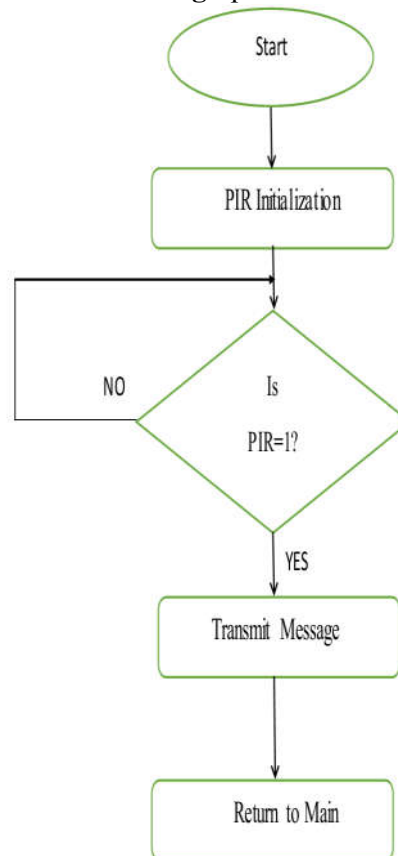 Start
PIR Initialization
NO
Is
PIR=1?
YES
Transmit Message
Return to Main